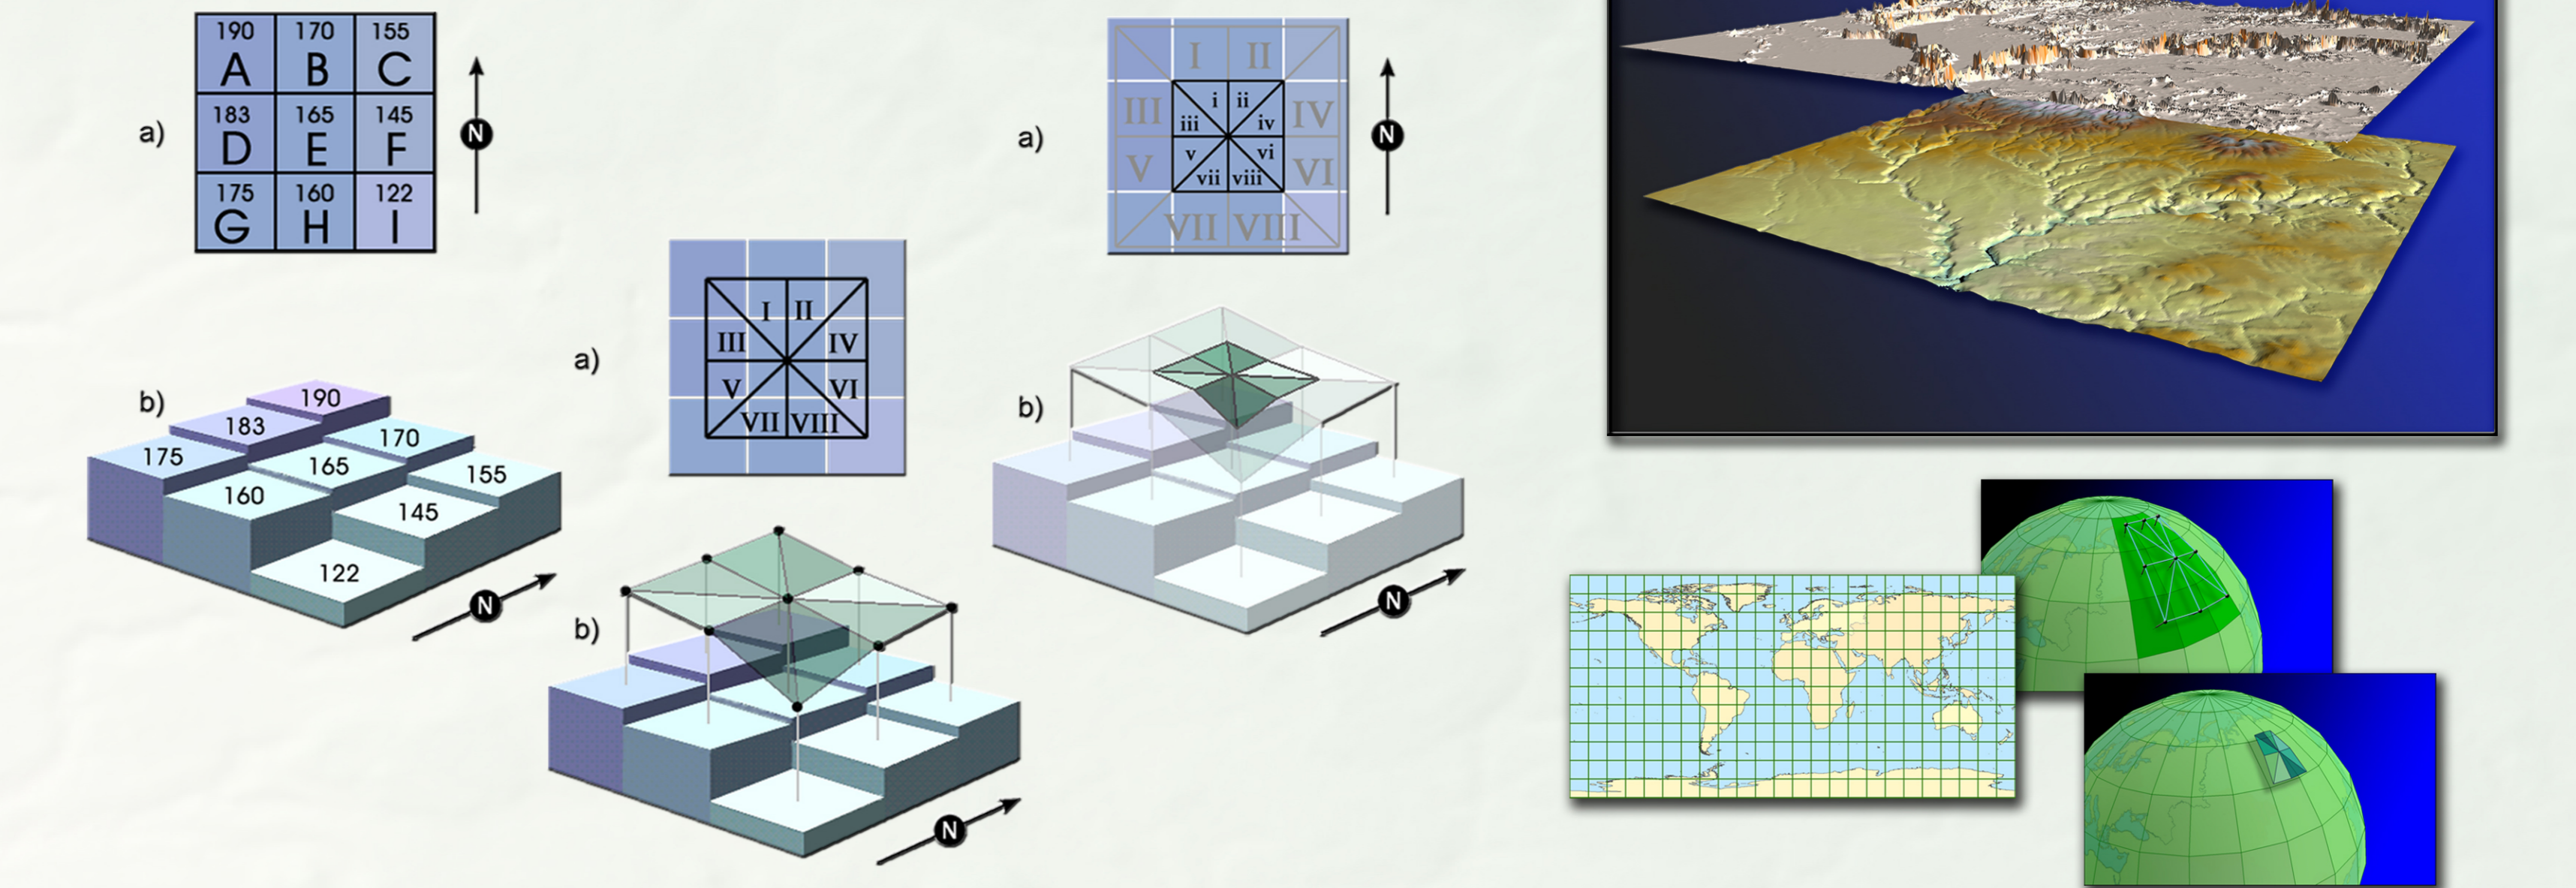 a)
190 170 155
A B C
183 165 145
D E F
175 160 122
G H I
N
b)
190
183 170
175 165 155
160 145
122
N
a)
I II
III IV
V VI
VII VIII
b)
N
a)
I II
i ii
III iii iv IV
V v vi VI
vii viii
VII VIII
N
b)
N